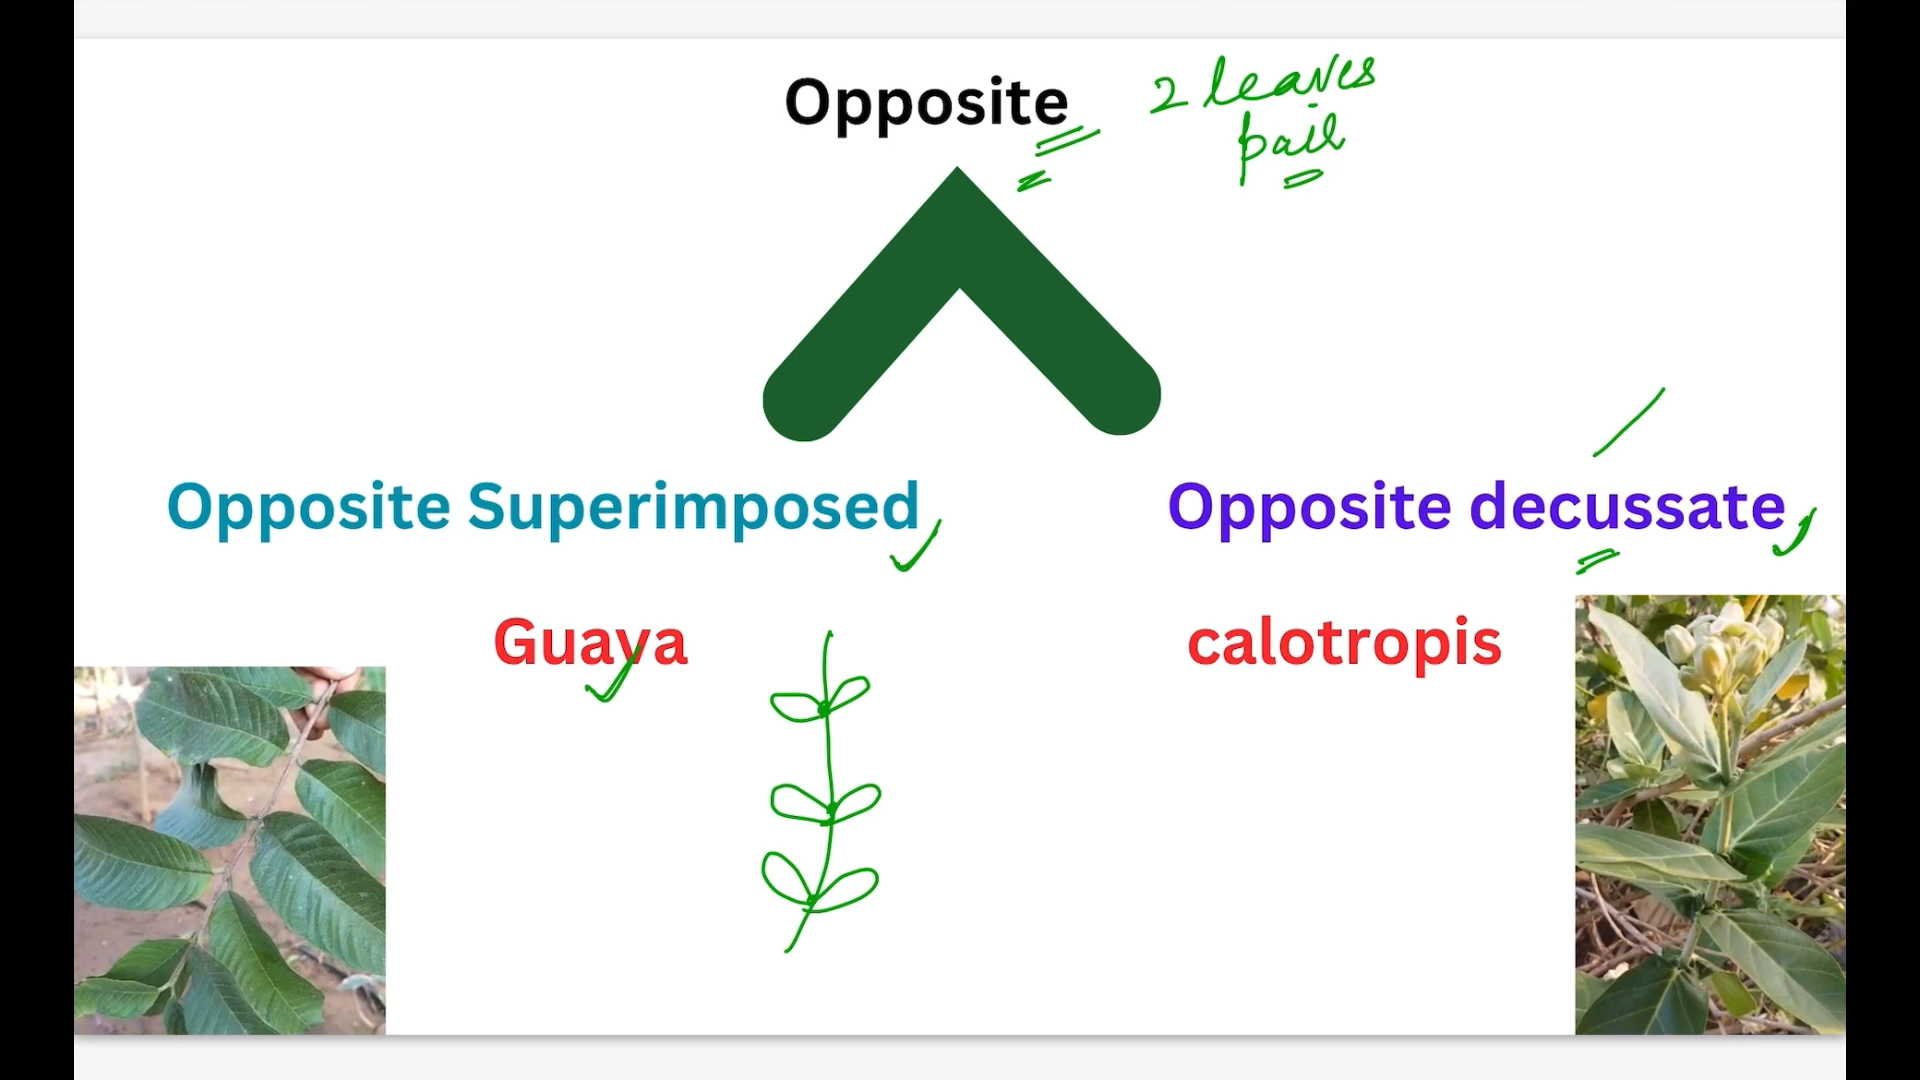 Opposite
2 leaves
pair
Opposite Superimposed
Opposite decussate
Guava
calotropis